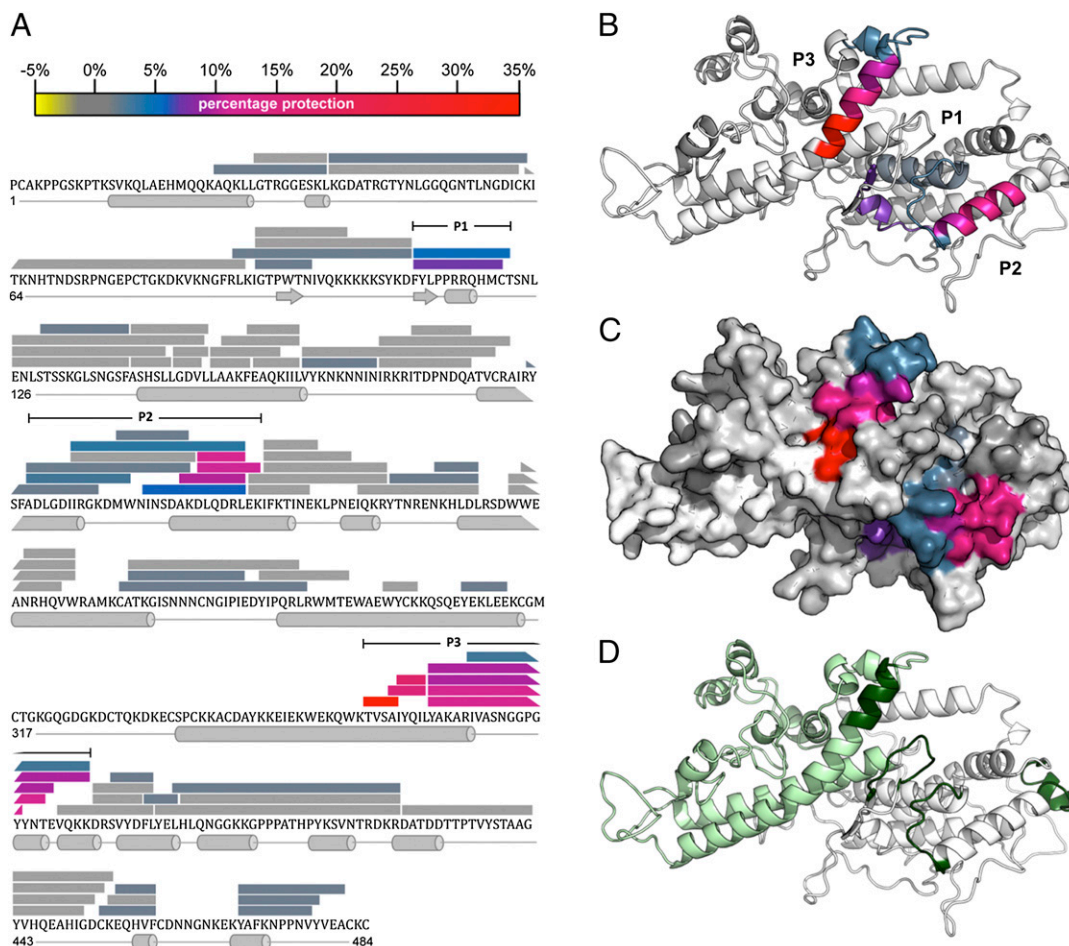 A
-5% 0% 5% 10% 15% 20% 25% 30% 35%
percentage protection
PCAKPPGSKPTKSVKQLAEHMQQKAQKLLGTRGGESKLKGDATRGTYNLGGQGNTLNGDICKI
1
P1
TKNHTNDSRPNGEPCTGKDKVKNGFRLKIGTPWTNIVQKKKKKSYKDFYLPPRRQHMCTSNL
64
ENLSTSSKGLSNGSFASHSLLGDVLLAAKFEAQKIILVYKNKNNINIRKRITDPNDQATVCRAIRY
126
P2
SFADLGDIIRGKDMWNINSDAKDLQDRLEKIFKTINEKLPNEIQKRYTNRENKHLDLRSDWWE
ANRHQVWRAMKCATKGISNNNCNGIPIEDYIPQRLRWMTEWAEWYCKKQSQEYEKLEEKCGM
P3
CTGKGQGDGKDCTQKDKECSPCKKACDAYKKEIEKWEKQWKTVSAIYQILYAKARIVASNGGPG
317
YYNTEVQKKDRSVYDFLYELHLQNGGKKGPPPATHPYKSVNTRDKRDATDDTTPTVYSTAAG
YVHQEAHIGDCKEQHVFCDNNGNKEKYAFKNPPNVYVEACKC
443 484
B
P3
P1
P2
C
D